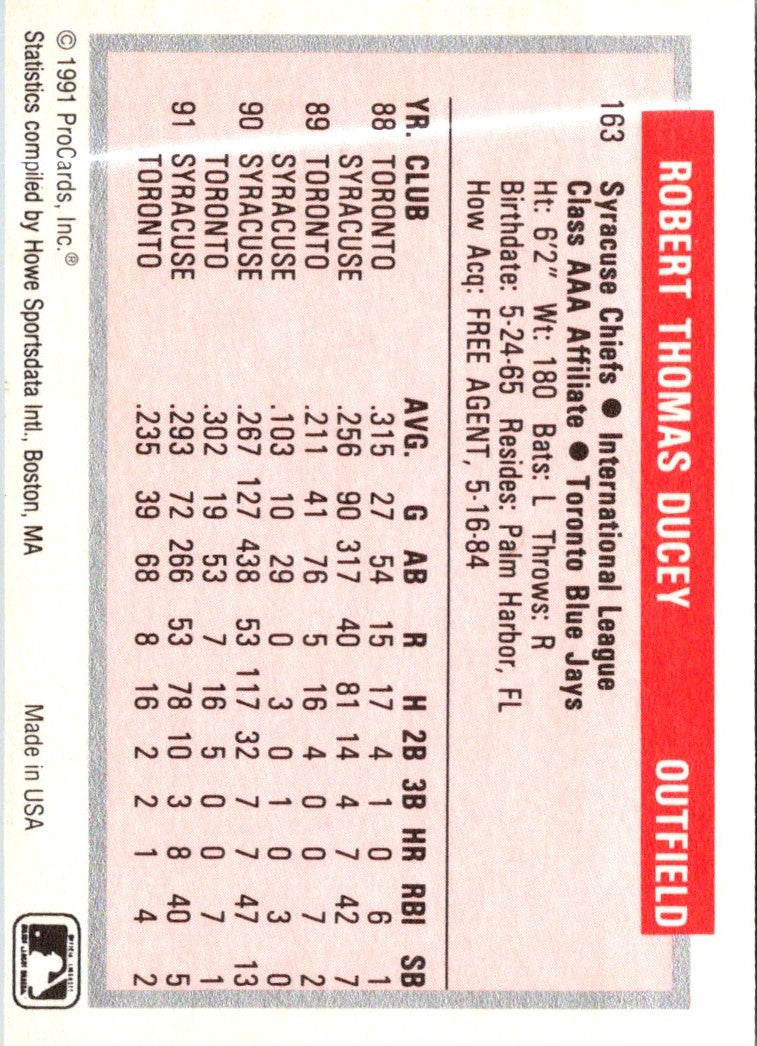 ROBERT THOMAS DUCEY OUTFIELD
163 Syracuse Chiefs ● International League
Class AAA Affiliate ● Toronto Blue Jays
Ht: 6'2" Wt: 180 Bats: L Throws: R
Birthdate: 5-24-65 Resides: Palm Harbor, FL
How Acq: FREE AGENT, 5-16-84
YR. CLUB AVG. G AB R H 2B 3B HR RBI SB
88 TORONTO .315 27 54 15 17 4 1 0 6 1
SYRACUSE .256 90 317 40 81 14 4 7 42 7
89 TORONTO .211 41 76 5 16 4 0 0 7 2
SYRACUSE .103 10 29 0 3 0 1 0 3 0
90 SYRACUSE .267 127 438 53 117 32 7 7 47 13
TORONTO .302 19 53 7 16 5 0 0 7 1
91 SYRACUSE .293 72 266 53 78 10 3 8 40 5
TORONTO .235 39 68 8 16 2 2 1 4 2
© 1991 ProCards, Inc.®
Statistics compiled by Howe Sportsdata Intl., Boston, MA Made in USA